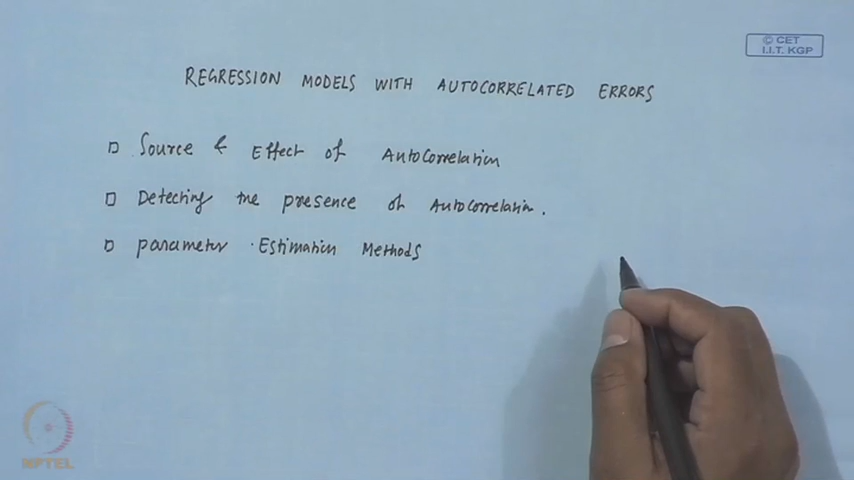 © CET
I.I.T. KGP
REGRESSION MODELS WITH AUTOCORRELATED ERRORS
Source & Effect of AutoCorrelation
Detecting the presence of AutoCorrelation.
parameter Estimation Methods
NPTEL